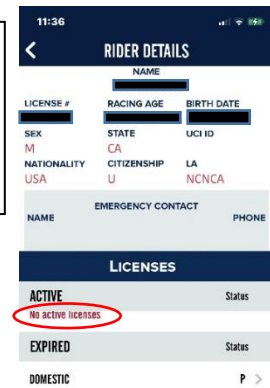 11:36
RIDER DETAILS
NAME
LICENSE # RACING AGE BIRTH DATE
SEX STATE UCI ID
M CA
NATIONALITY CITIZENSHIP LA
USA U NCNCA
EMERGENCY CONTACT
NAME PHONE
LICENSES
ACTIVE Status
No active licenses
EXPIRED Status
DOMESTIC P >